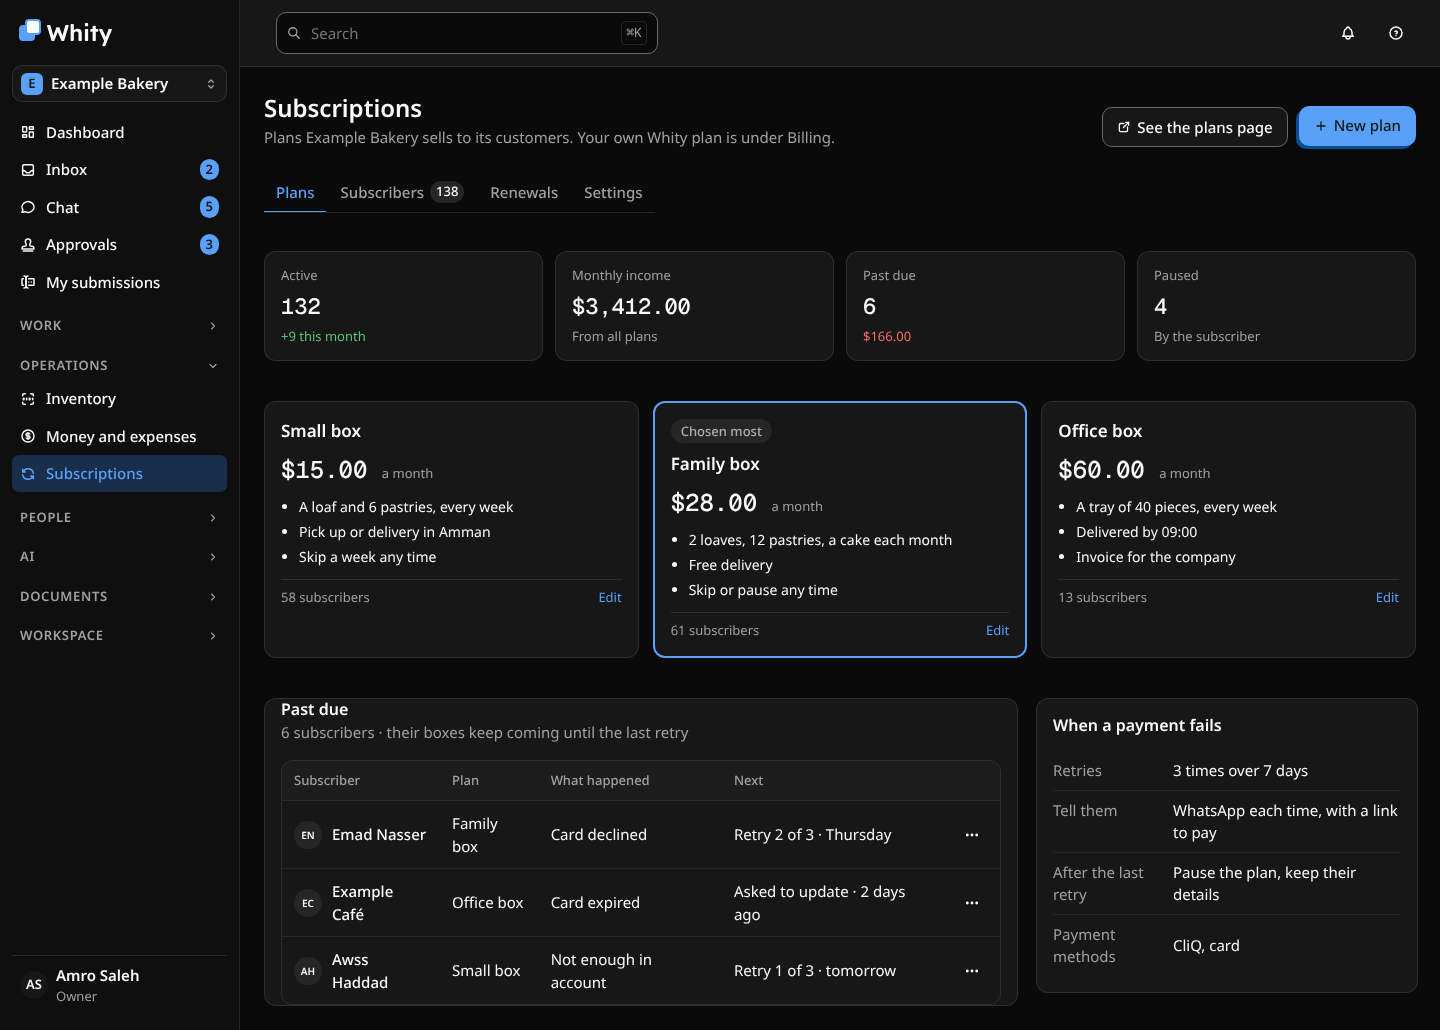 Whity
Search
⌘K
E Example Bakery
Dashboard
Inbox 2
Chat 5
Approvals 3
My submissions
WORK
OPERATIONS
Inventory
Money and expenses
Subscriptions
PEOPLE
AI
DOCUMENTS
WORKSPACE
AS Amro Saleh
Owner
Subscriptions
Plans Example Bakery sells to its customers. Your own Whity plan is under Billing.
See the plans page
+ New plan
Plans Subscribers 138 Renewals Settings
Active
132
+9 this month
Monthly income
$3,412.00
From all plans
Past due
6
$166.00
Paused
4
By the subscriber
Small box
$15.00 a month
• A loaf and 6 pastries, every week
• Pick up or delivery in Amman
• Skip a week any time
58 subscribers Edit
Chosen most
Family box
$28.00 a month
• 2 loaves, 12 pastries, a cake each month
• Free delivery
• Skip or pause any time
61 subscribers Edit
Office box
$60.00 a month
• A tray of 40 pieces, every week
• Delivered by 09:00
• Invoice for the company
13 subscribers Edit
Past due
6 subscribers · their boxes keep coming until the last retry
Subscriber Plan What happened Next
EN Emad Nasser Family box Card declined Retry 2 of 3 · Thursday
EC Example Café Office box Card expired Asked to update · 2 days ago
AH Awss Haddad Small box Not enough in account Retry 1 of 3 · tomorrow
When a payment fails
Retries 3 times over 7 days
Tell them WhatsApp each time, with a link to pay
After the last retry Pause the plan, keep their details
Payment methods CliQ, card